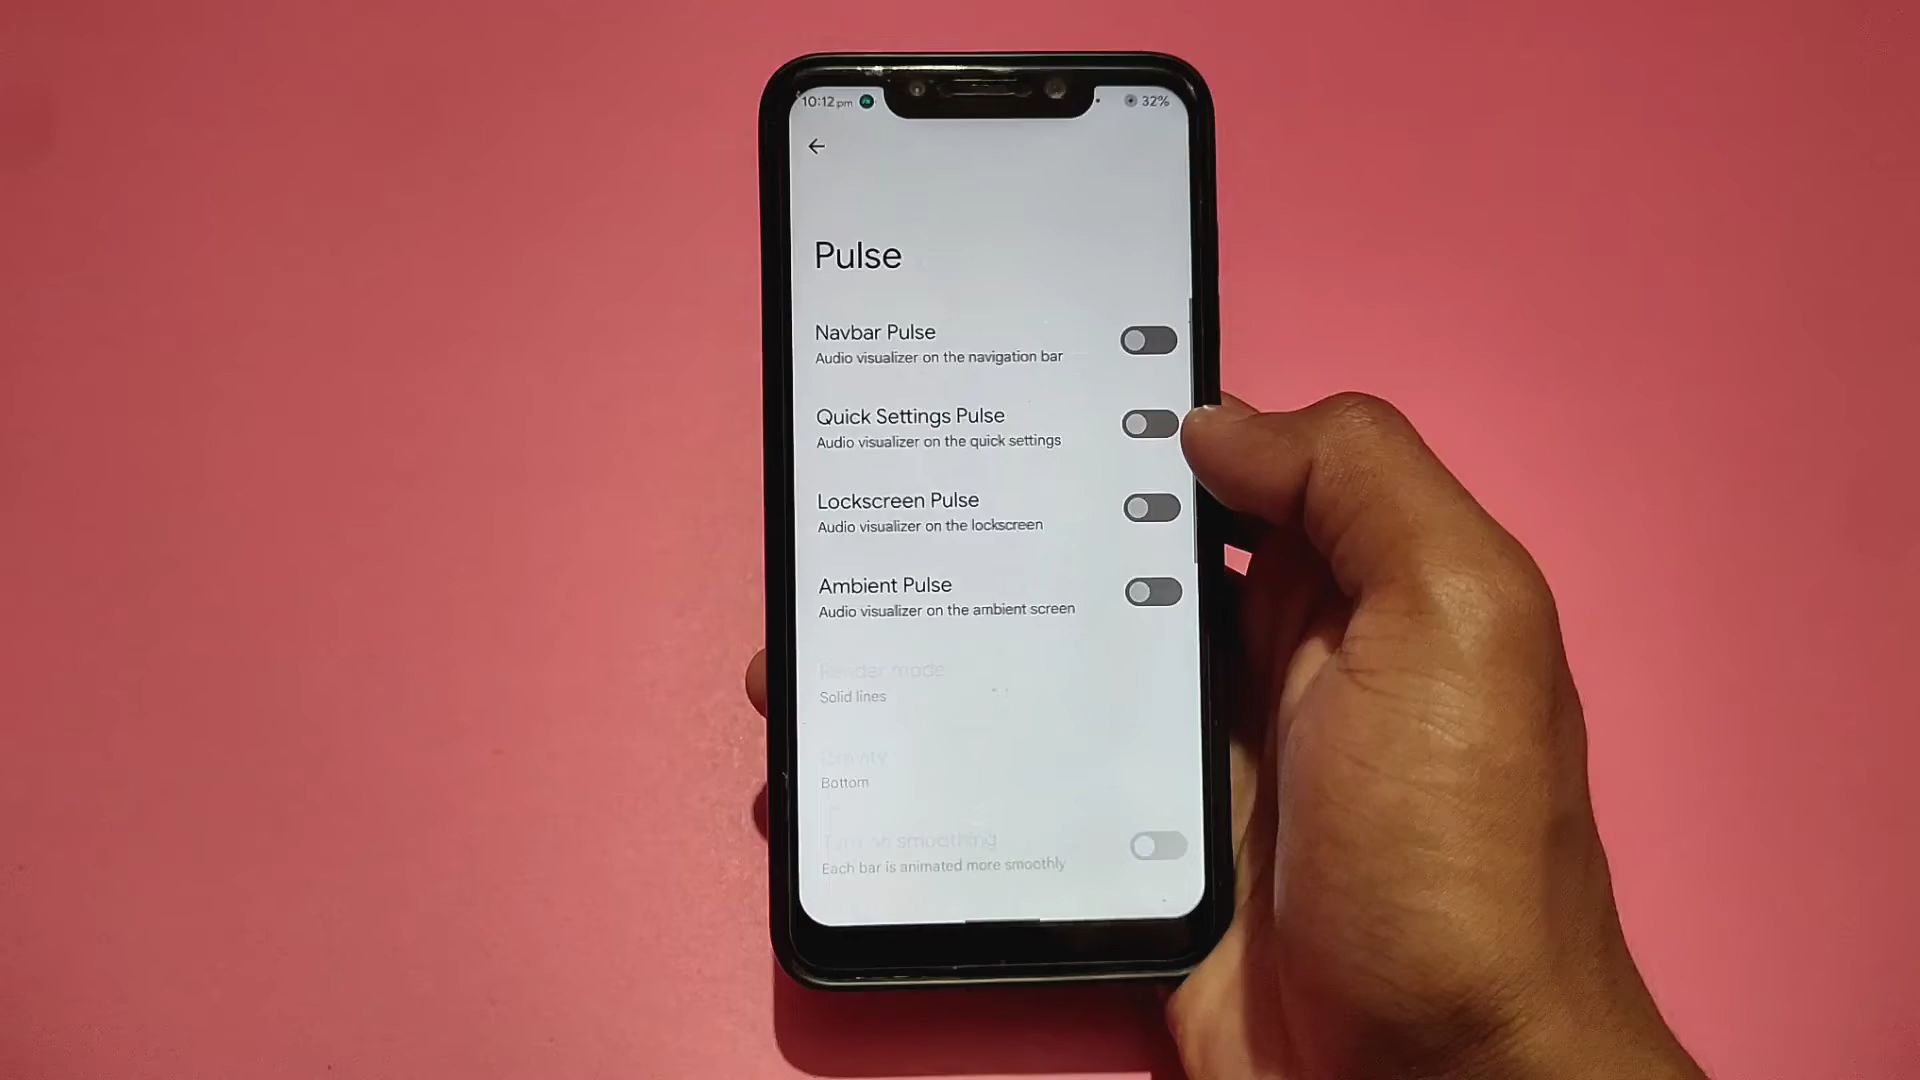 10:12 pm 32%
Pulse
Navbar Pulse
Audio visualizer on the navigation bar
Quick Settings Pulse
Audio visualizer on the quick settings
Lockscreen Pulse
Audio visualizer on the lockscreen
Ambient Pulse
Audio visualizer on the ambient screen
Render mode
Solid lines
Gravity
Bottom
Turn on smoothing
Each bar is animated more smoothly